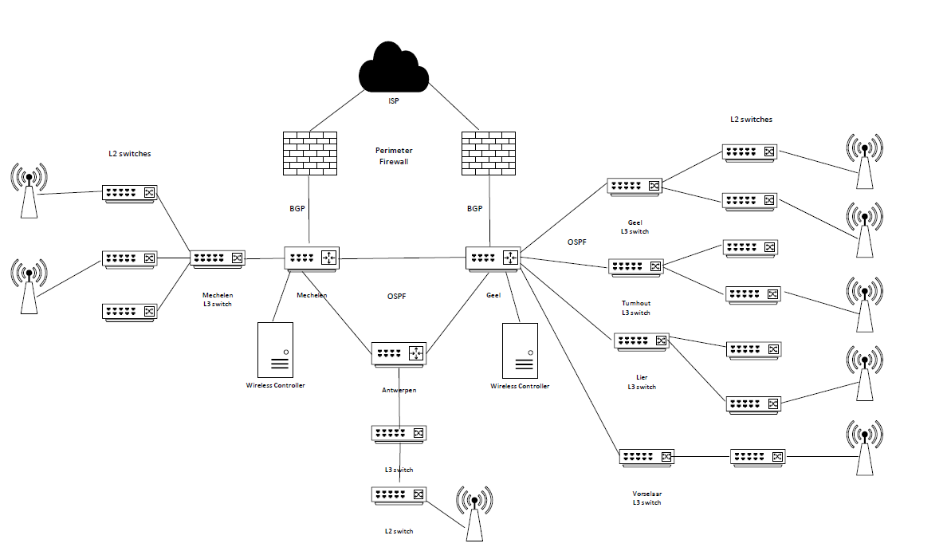 ISP
L2 switches
Perimeter
Firewall
L2 switches
BGP
BGP
Geel
L3 switch
OSPF
Mechelen
L3 switch
Mechelen
OSPF
Geel
Turnhout
L3 switch
Wireless Controller
Antwerpen
Wireless Controller
Lier
L3 switch
L3 switch
Vorselaar
L3 switch
L2 switch